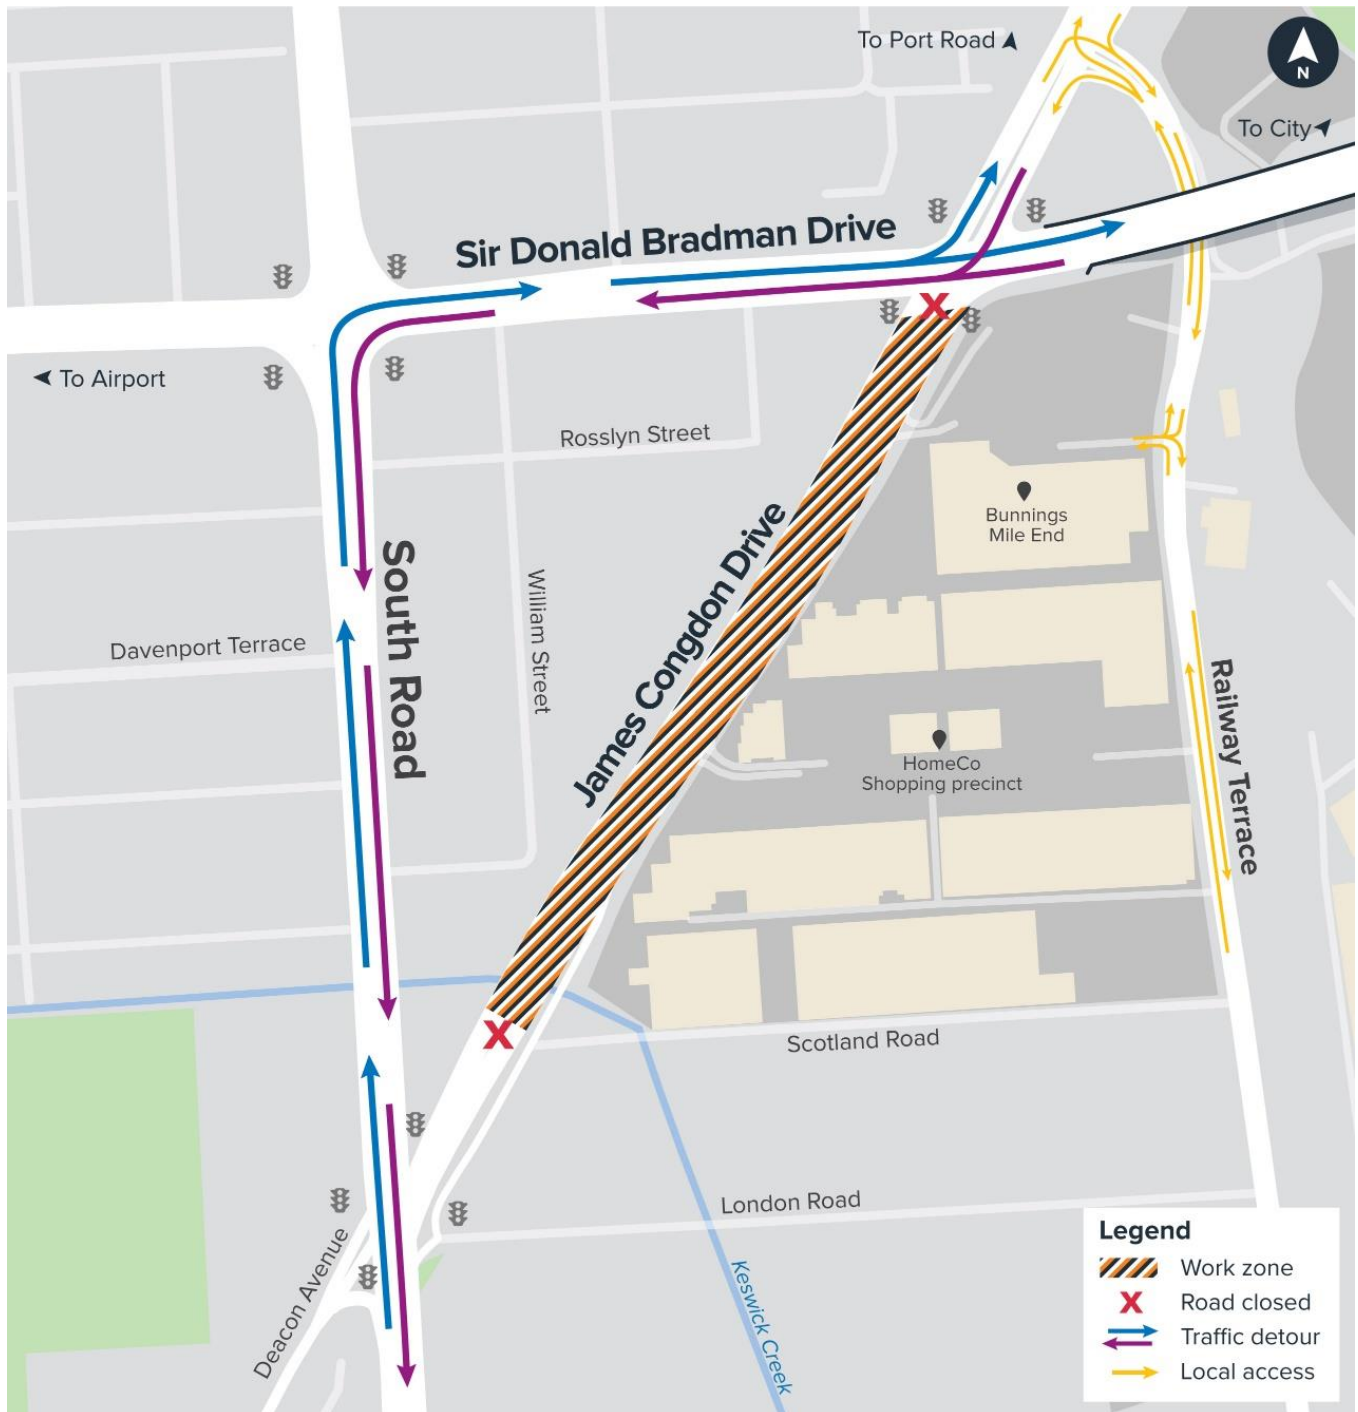 To Port Road
N
To City
Sir Donald Bradman Drive
To Airport
Rosslyn Street
Bunnings
Mile End
James Congdon Drive
South Road
William Street
Davenport Terrace
Railway Terrace
HomeCo
Shopping precinct
X
X
Scotland Road
London Road
Deacon Avenue
Keswick Creek
Legend
Work zone
X Road closed
Traffic detour
Local access